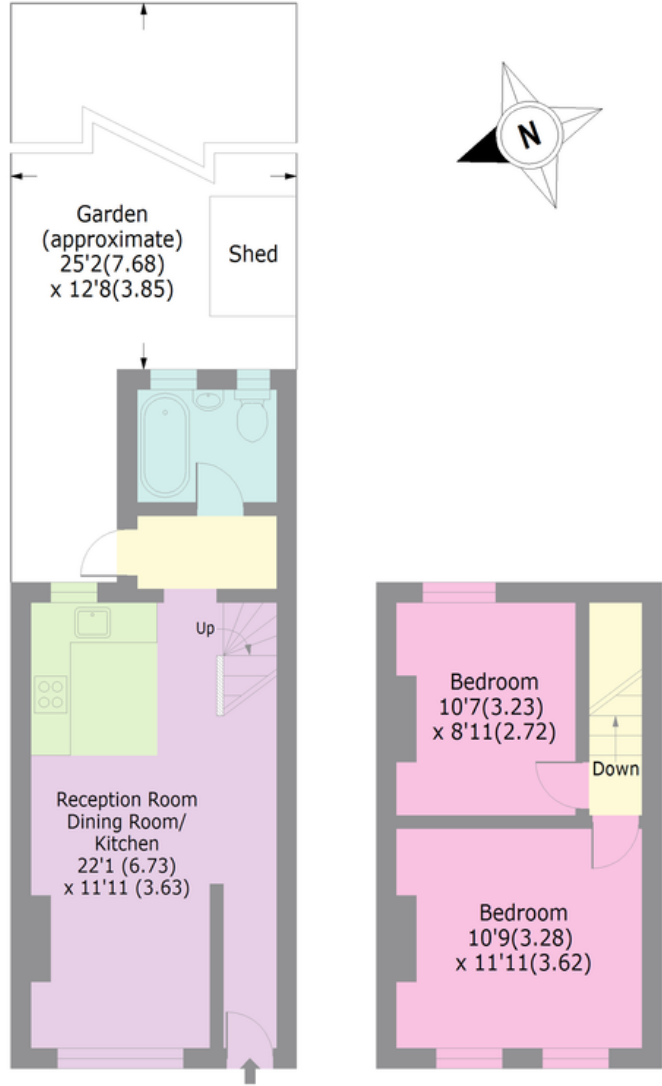 N
Garden
(approximate)
25'2(7.68)
x 12'8(3.85)
Shed
Up
Reception Room
Dining Room/
Kitchen
22'1 (6.73)
x 11'11 (3.63)
Bedroom
10'7(3.23)
x 8'11(2.72)
Down
Bedroom
10'9(3.28)
x 11'11(3.62)